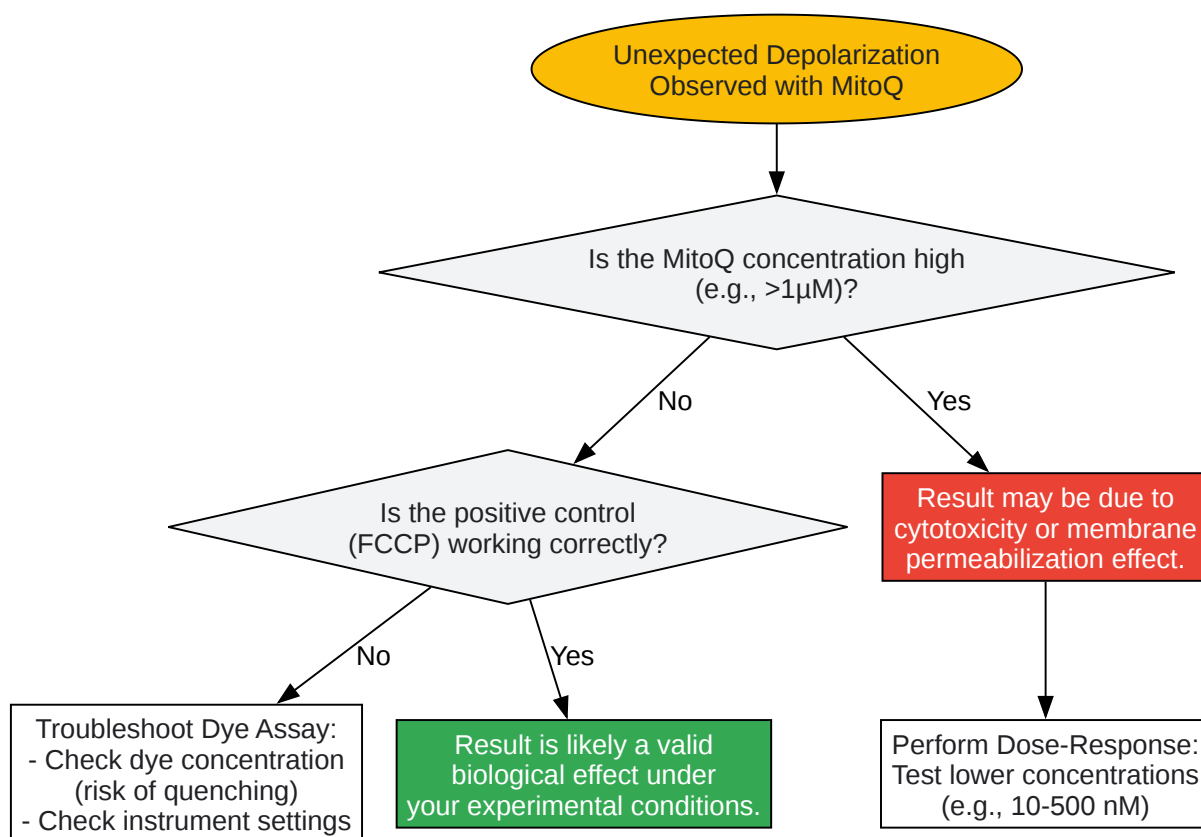 Unexpected Depolarization
Observed with MitoQ
Is the MitoQ concentration high
(e.g., >1µM)?
No
Yes
Is the positive control
(FCCP) working correctly?
Result may be due to
cytotoxicity or membrane
permeabilization effect.
No
Yes
Troubleshoot Dye Assay:
- Check dye concentration
(risk of quenching)
- Check instrument settings
Result is likely a valid
biological effect under
your experimental conditions.
Perform Dose-Response:
Test lower concentrations
(e.g., 10-500 nM)